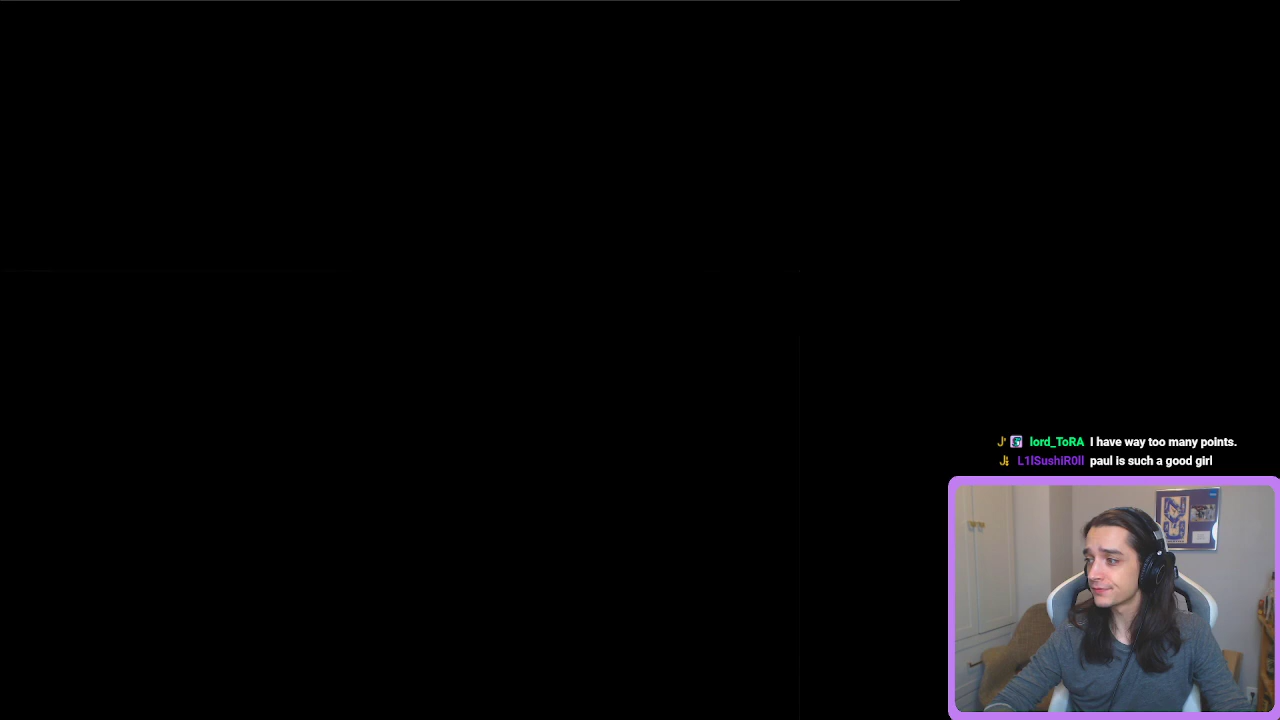 lord_ToRA I have way too many points.
L1lSushiR0ll paul is such a good girl